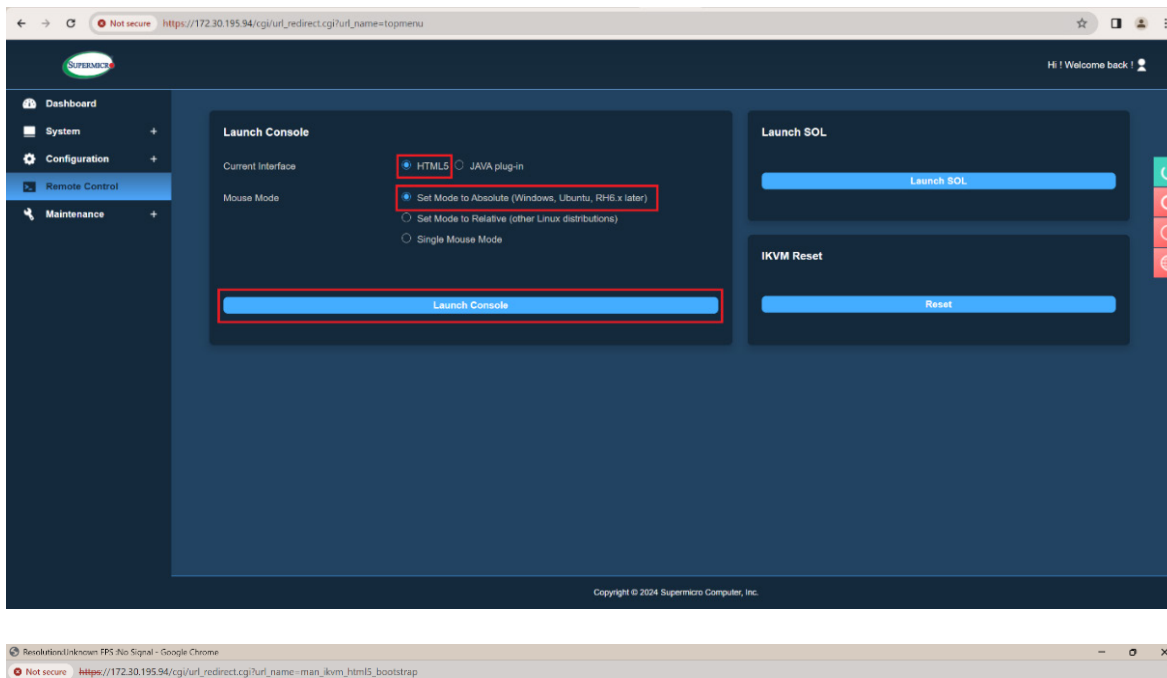 Not secure https://172.30.195.94/cgi/url_redirect.cgi?url_name=topmenu
SUPERMICRO
Hi ! Welcome back !
Dashboard
System +
Configuration +
Remote Control
Maintenance +
Launch Console
Current Interface HTML5 JAVA plug-in
Mouse Mode Set Mode to Absolute (Windows, Ubuntu, RH6.x later)
Set Mode to Relative (other Linux distributions)
Single Mouse Mode
Launch Console
Launch SOL
Launch SOL
IKVM Reset
Reset
Copyright © 2024 Supermicro Computer, Inc.
Resolution:Unknown FPS :No Signal - Google Chrome
Not secure https://172.30.195.94/cgi/url_redirect.cgi?url_name=man_ikvm_html5_bootstrap